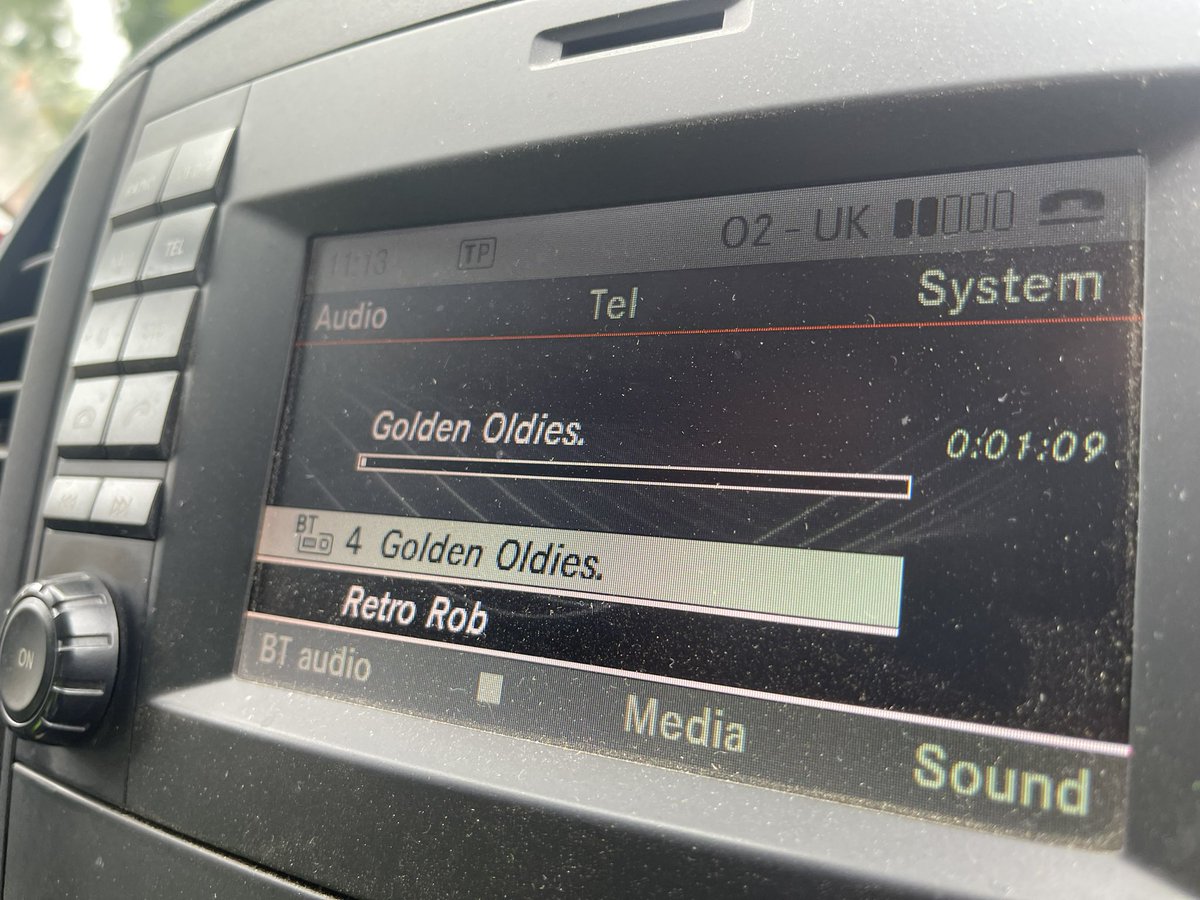 11:13 TP O2 - UK
Audio Tel System
Golden Oldies. 0:01:09
BT 4 Golden Oldies.
Retro Rob
BT audio Media Sound
TEL
ON